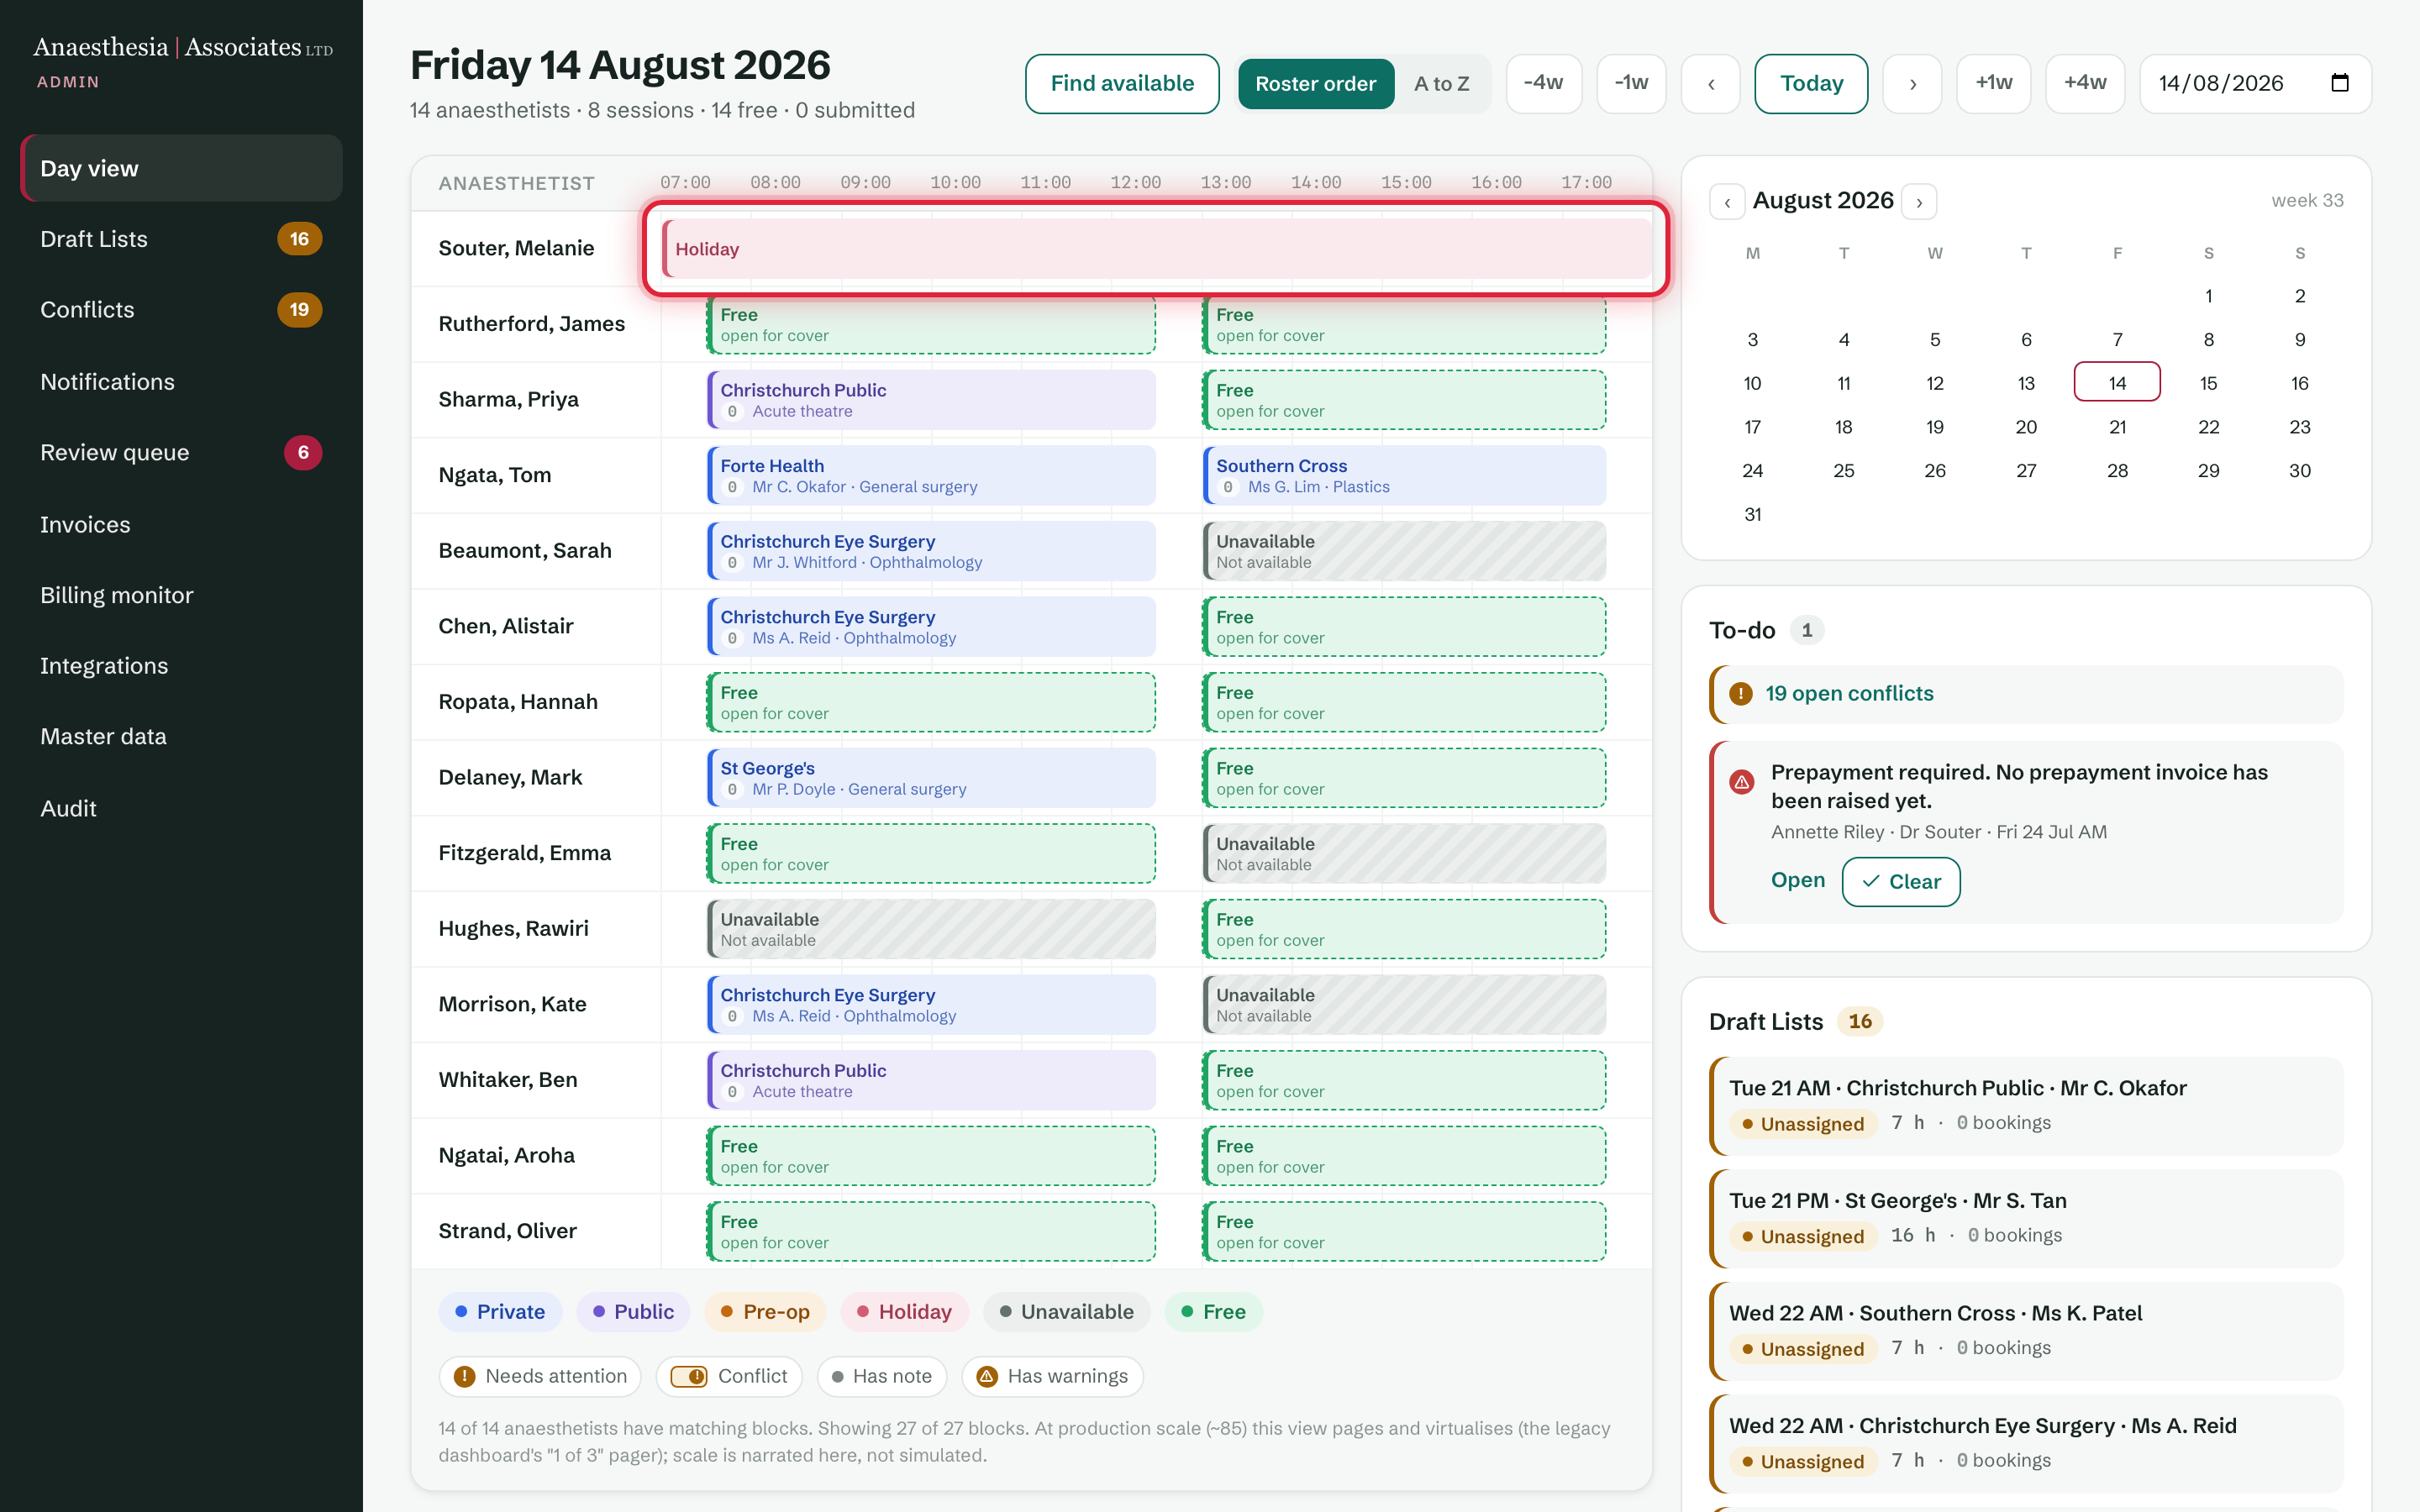 Anaesthesia | Associates LTD
ADMIN
Day view
Draft Lists 16
Conflicts 19
Notifications
Review queue 6
Invoices
Billing monitor
Integrations
Master data
Audit
Friday 14 August 2026
14 anaesthetists · 8 sessions · 14 free · 0 submitted
Find available
Roster order A to Z
-4w
-1w
‹
Today
›
+1w
+4w
14/08/2026
ANAESTHETIST 07:00 08:00 09:00 10:00 11:00 12:00 13:00 14:00 15:00 16:00 17:00
Souter, Melanie
Holiday
Rutherford, James
Free
open for cover
Free
open for cover
Sharma, Priya
Christchurch Public
0 Acute theatre
Free
open for cover
Ngata, Tom
Forte Health
0 Mr C. Okafor · General surgery
Southern Cross
0 Ms G. Lim · Plastics
Beaumont, Sarah
Christchurch Eye Surgery
0 Mr J. Whitford · Ophthalmology
Unavailable
Not available
Chen, Alistair
Christchurch Eye Surgery
0 Ms A. Reid · Ophthalmology
Free
open for cover
Ropata, Hannah
Free
open for cover
Free
open for cover
Delaney, Mark
St George's
0 Mr P. Doyle · General surgery
Free
open for cover
Fitzgerald, Emma
Free
open for cover
Unavailable
Not available
Hughes, Rawiri
Unavailable
Not available
Free
open for cover
Morrison, Kate
Christchurch Eye Surgery
0 Ms A. Reid · Ophthalmology
Unavailable
Not available
Whitaker, Ben
Christchurch Public
0 Acute theatre
Free
open for cover
Ngatai, Aroha
Free
open for cover
Free
open for cover
Strand, Oliver
Free
open for cover
Free
open for cover
Private Public Pre-op Holiday Unavailable Free
Needs attention Conflict Has note Has warnings
14 of 14 anaesthetists have matching blocks. Showing 27 of 27 blocks. At production scale (~85) this view pages and virtualises (the legacy
dashboard's "1 of 3" pager); scale is narrated here, not simulated.
‹ August 2026 › week 33
M T W T F S S
1 2
3 4 5 6 7 8 9
10 11 12 13 14 15 16
17 18 19 20 21 22 23
24 25 26 27 28 29 30
31
To-do 1
19 open conflicts
Prepayment required. No prepayment invoice has
been raised yet.
Annette Riley · Dr Souter · Fri 24 Jul AM
Open Clear
Draft Lists 16
Tue 21 AM · Christchurch Public · Mr C. Okafor
Unassigned 7 h · 0 bookings
Tue 21 PM · St George's · Mr S. Tan
Unassigned 16 h · 0 bookings
Wed 22 AM · Southern Cross · Ms K. Patel
Unassigned 7 h · 0 bookings
Wed 22 AM · Christchurch Eye Surgery · Ms A. Reid
Unassigned 7 h · 0 bookings